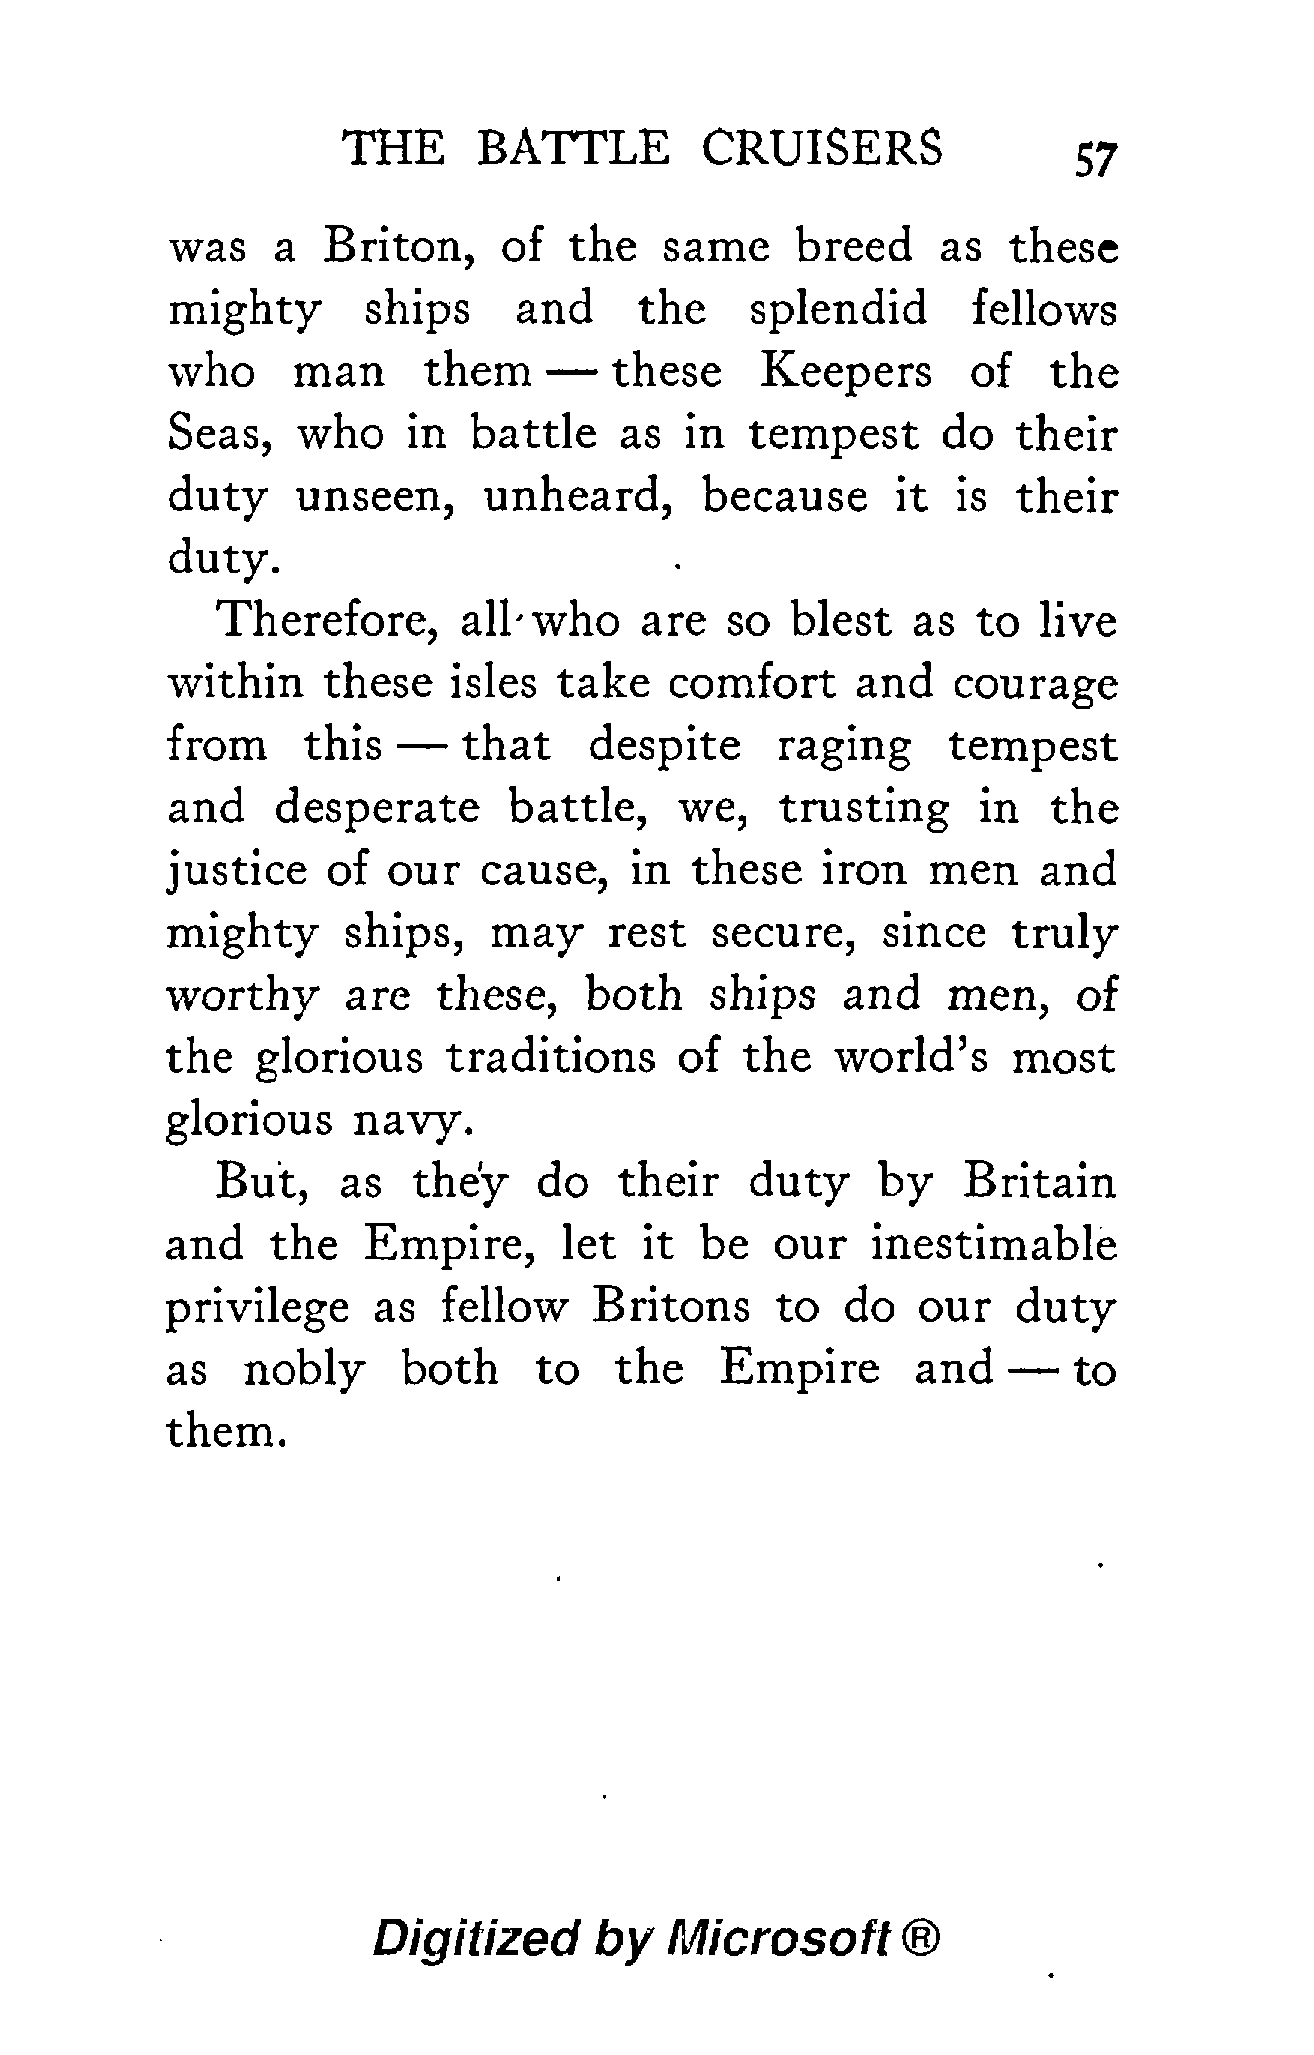 THE BATTLE CRUISERS 57
was a Briton, of the same breed as these
mighty ships and the splendid fellows
who man them — these Keepers of the
Seas, who in battle as in tempest do their
duty unseen, unheard, because it is their
duty.
Therefore, all who are so blest as to live
within these isles take comfort and courage
from this — that despite raging tempest
and desperate battle, we, trusting in the
justice of our cause, in these iron men and
mighty ships, may rest secure, since truly
worthy are these, both ships and men, of
the glorious traditions of the world's most
glorious navy.
But, as they do their duty by Britain
and the Empire, let it be our inestimable
privilege as fellow Britons to do our duty
as nobly both to the Empire and — to
them.
Digitized by Microsoft ®